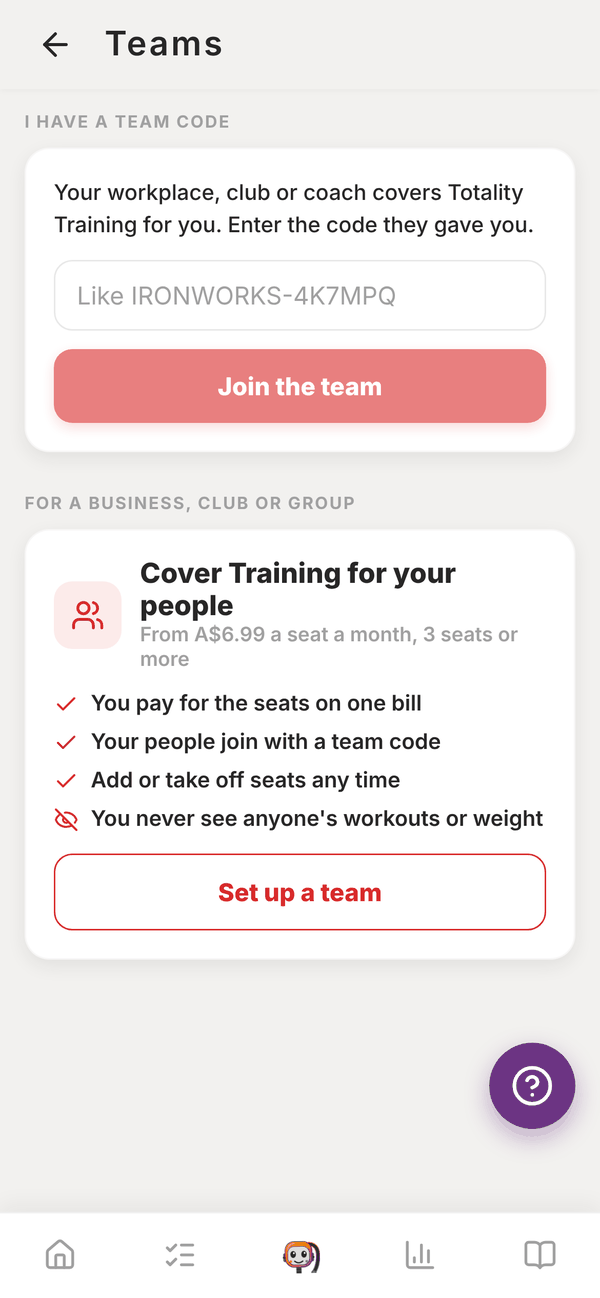 Teams
I HAVE A TEAM CODE
Your workplace, club or coach covers Totality
Training for you. Enter the code they gave you.
Like IRONWORKS-4K7MPQ
Join the team
FOR A BUSINESS, CLUB OR GROUP
Cover Training for your
people
From A$6.99 a seat a month, 3 seats or
more
You pay for the seats on one bill
Your people join with a team code
Add or take off seats any time
You never see anyone's workouts or weight
Set up a team